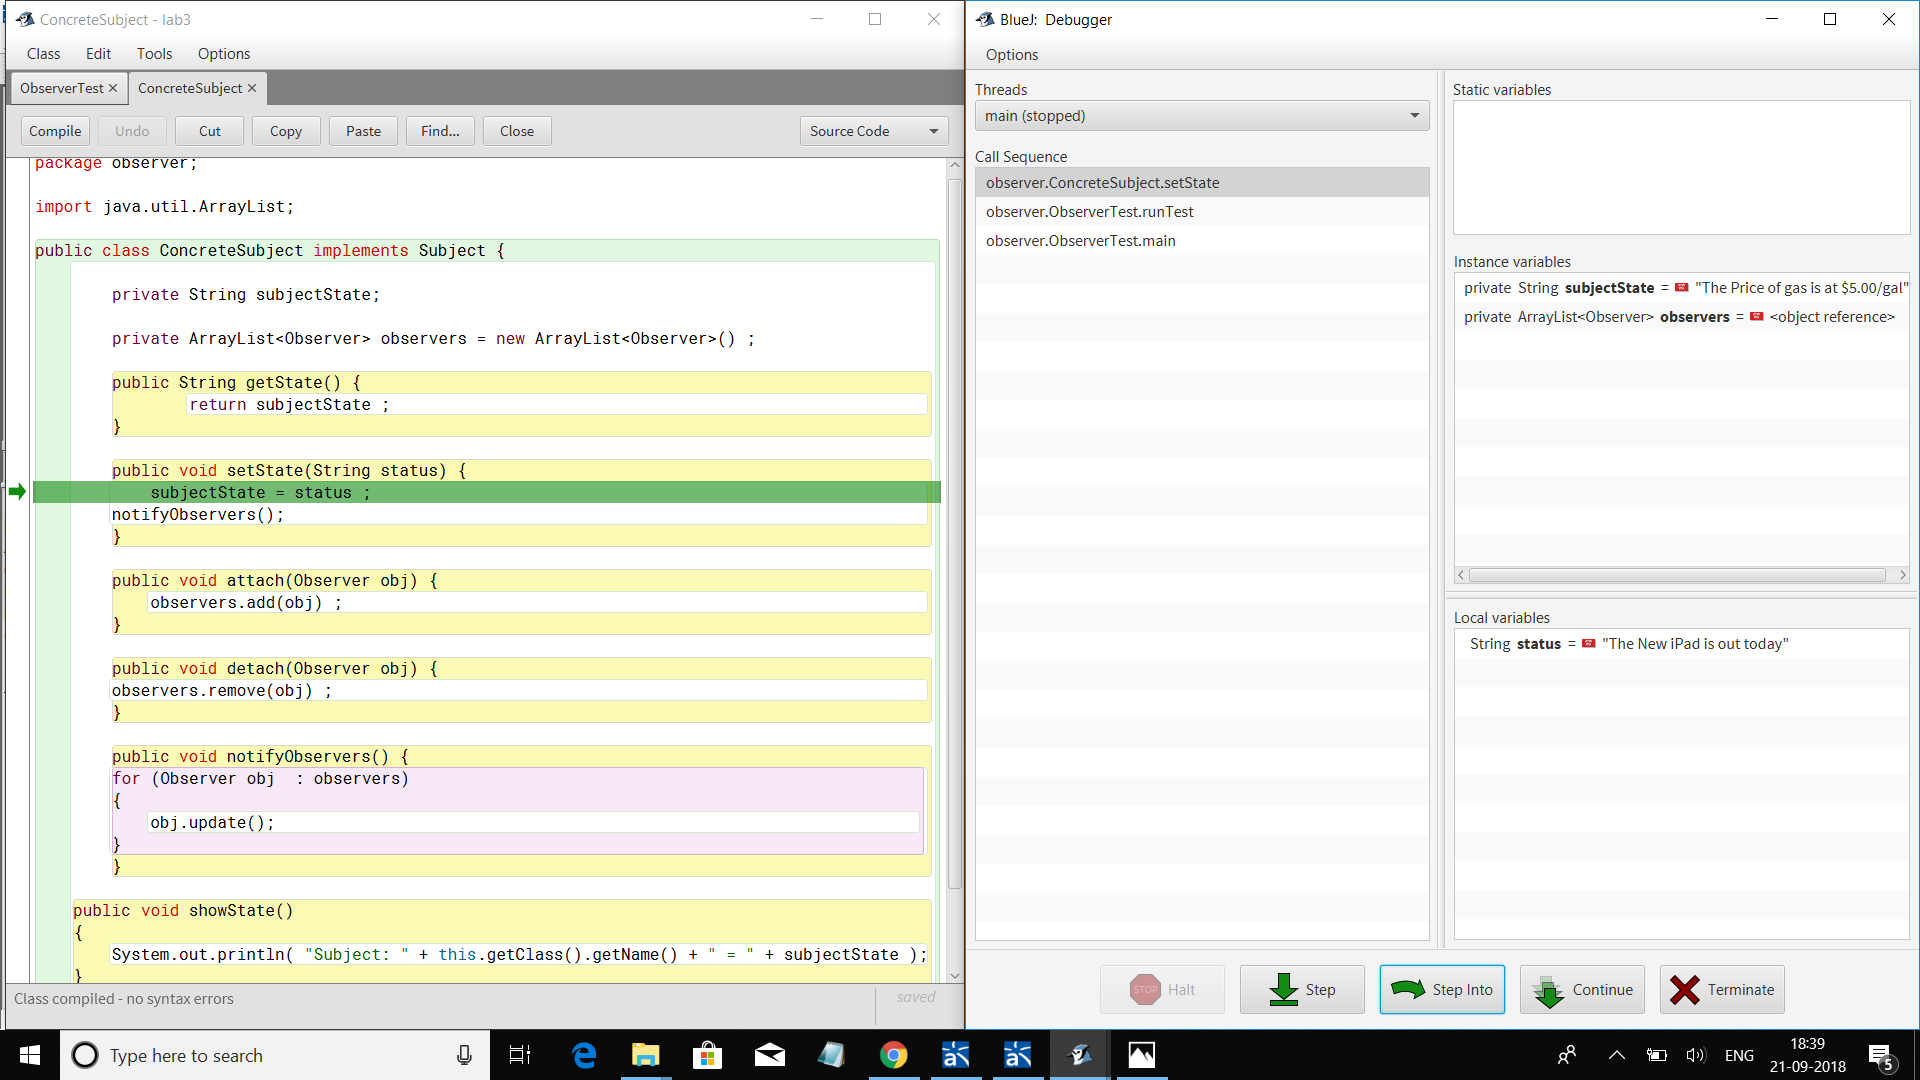 ConcreteSubject - lab3
Class Edit Tools Options
ObserverTest × ConcreteSubject ×
Compile Undo Cut Copy Paste Find... Close Source Code
package observer;
import java.util.ArrayList;
public class ConcreteSubject implements Subject {
private String subjectState;
private ArrayList<Observer> observers = new ArrayList<Observer>() ;
public String getState() {
return subjectState ;
}
public void setState(String status) {
subjectState = status ;
notifyObservers();
}
public void attach(Observer obj) {
observers.add(obj) ;
}
public void detach(Observer obj) {
observers.remove(obj) ;
}
public void notifyObservers() {
for (Observer obj  : observers)
{
obj.update();
}
}
public void showState()
{
System.out.println( "Subject: " + this.getClass().getName() + " = " + subjectState );
}
Class compiled - no syntax errors
saved
BlueJ: Debugger
Options
Threads
main (stopped)
Call Sequence
observer.ConcreteSubject.setState
observer.ObserverTest.runTest
observer.ObserverTest.main
Static variables
Instance variables
private String subjectState = "The Price of gas is at $5.00/gal"
private ArrayList<Observer> observers = <object reference>
Local variables
String status = "The New iPad is out today"
STOP Halt Step Step Into Continue Terminate
Type here to search
ENG
18:39
21-09-2018
5